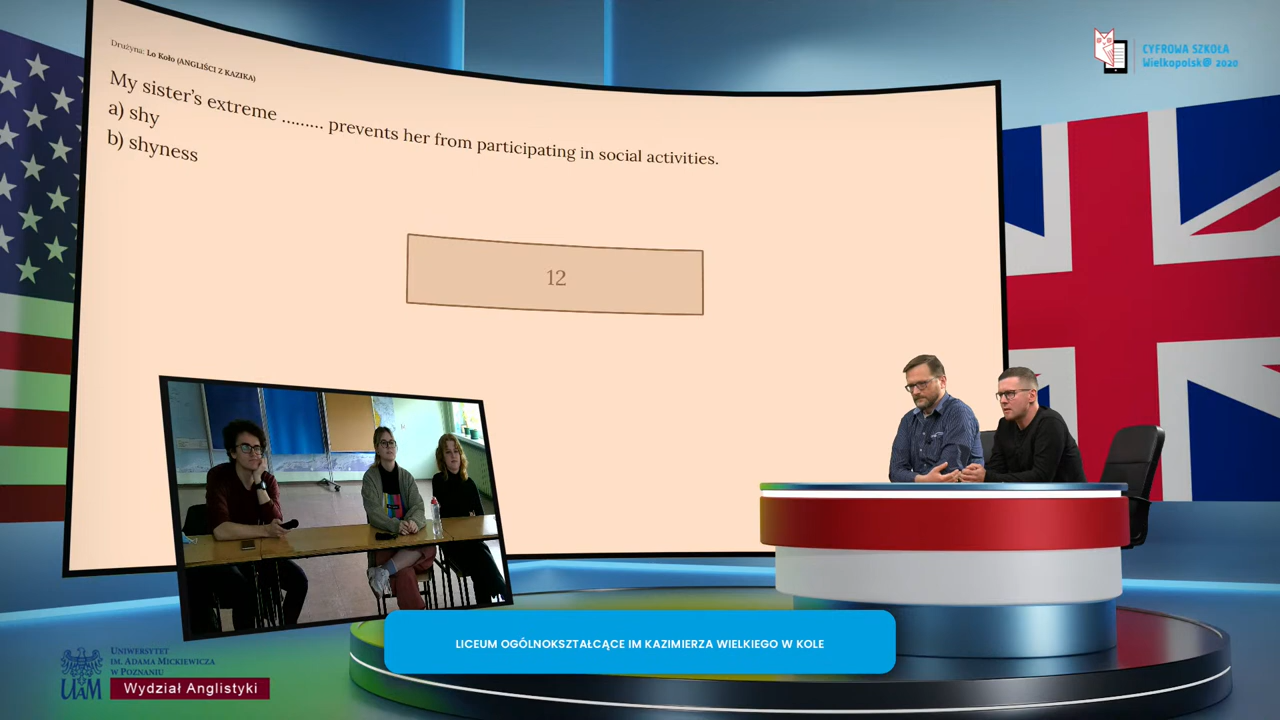 Drużyna: Lo Koło (ANGLIŚCI Z KAZIKA)
My sister's extreme ......... prevents her from participating in social activities.
a) shy
b) shyness
12
CYFROWA SZKOŁA
Wielkopolsk@ 2020
LICEUM OGÓLNOKSZTAŁCĄCE IM KAZIMIERZA WIELKIEGO W KOLE
UNIWERSYTET
IM. ADAMA MICKIEWICZA
W POZNANIU
UAM
Wydział Anglistyki